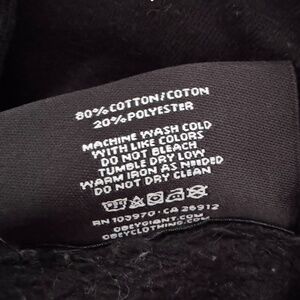 80% COTTON/COTON
20% POLYESTER
MACHINE WASH COLD
WITH LIKE COLORS
DO NOT BLEACH
TUMBLE DRY LOW
WARM IRON AS NEEDED
DO NOT DRY CLEAN
RN 103970 · CA 26912
OBEYGIANT.COM
OBEYCLOTHING.COM